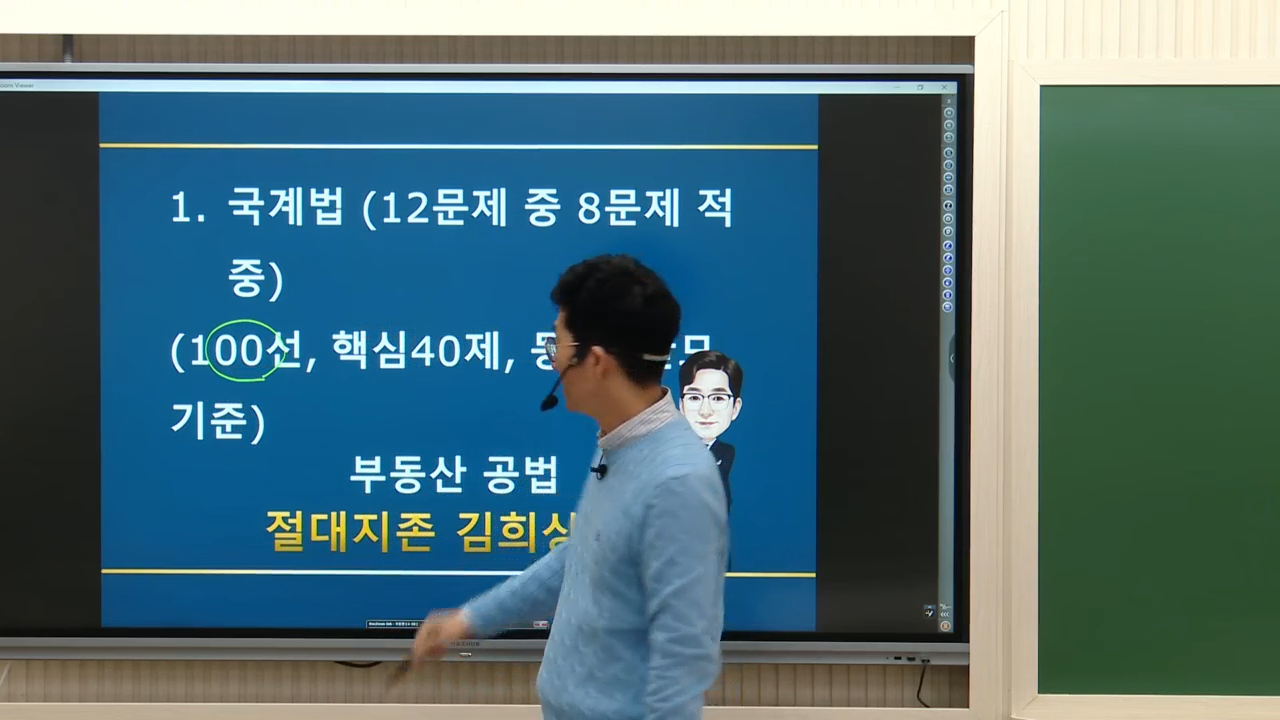 1. 국계법 (12문제 중 8문제 적
중)
(100선, 핵심40제,
기준)
부동산 공법
절대지존 김희상